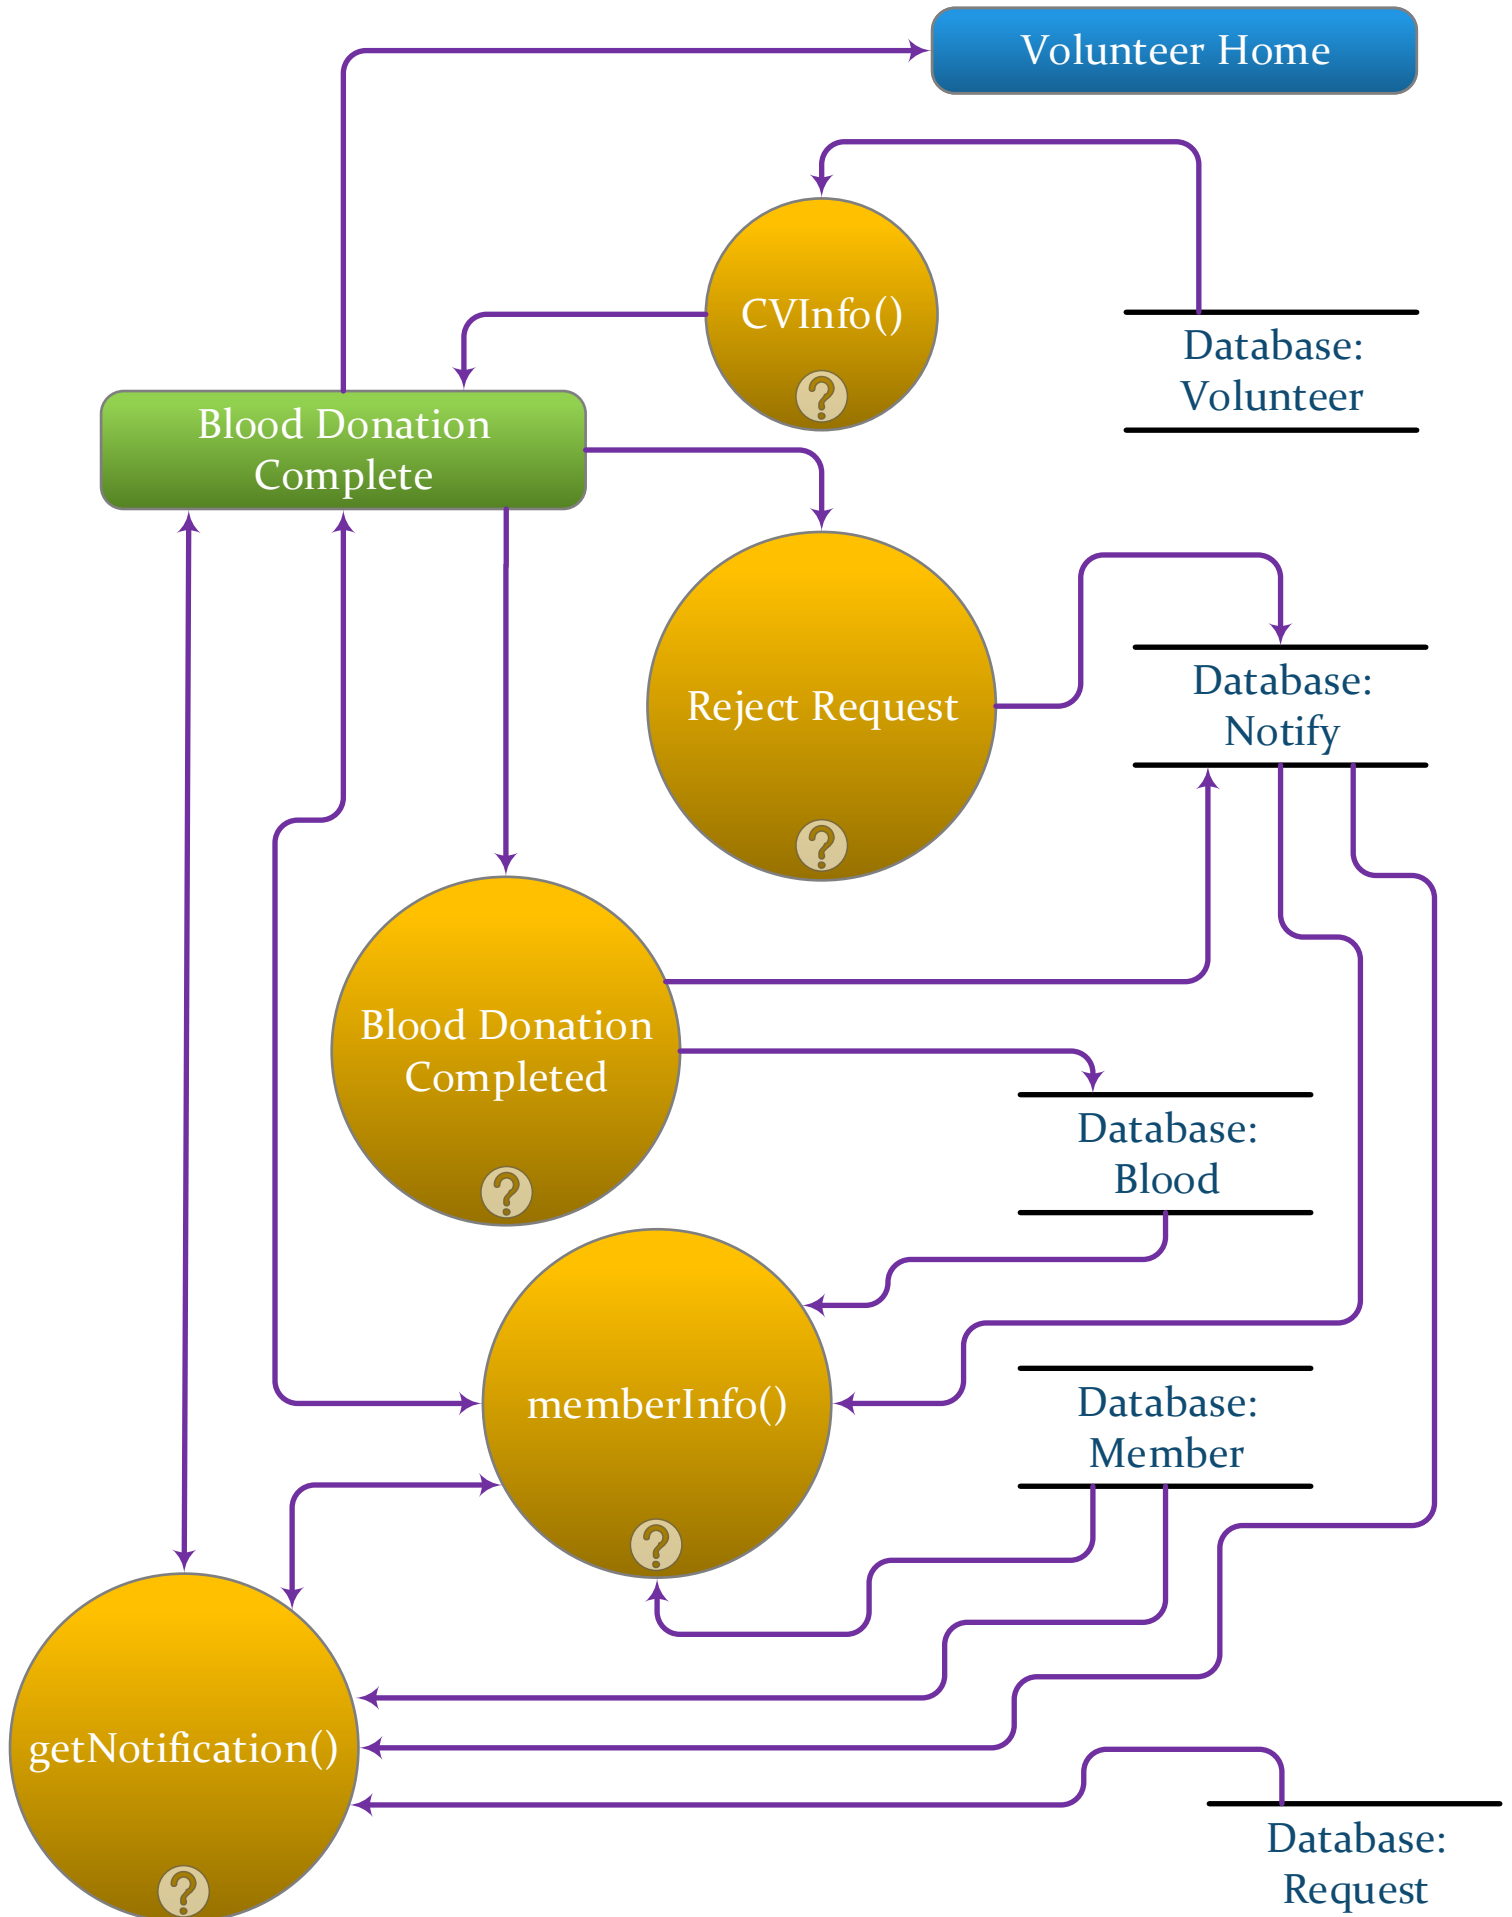 Volunteer Home
CVInfo()
?
Database:
Volunteer
Blood Donation
Complete
Reject Request
?
Database:
Notify
Blood Donation
Completed
?
Database:
Blood
memberInfo()
?
Database:
Member
getNotification()
?
Database:
Request